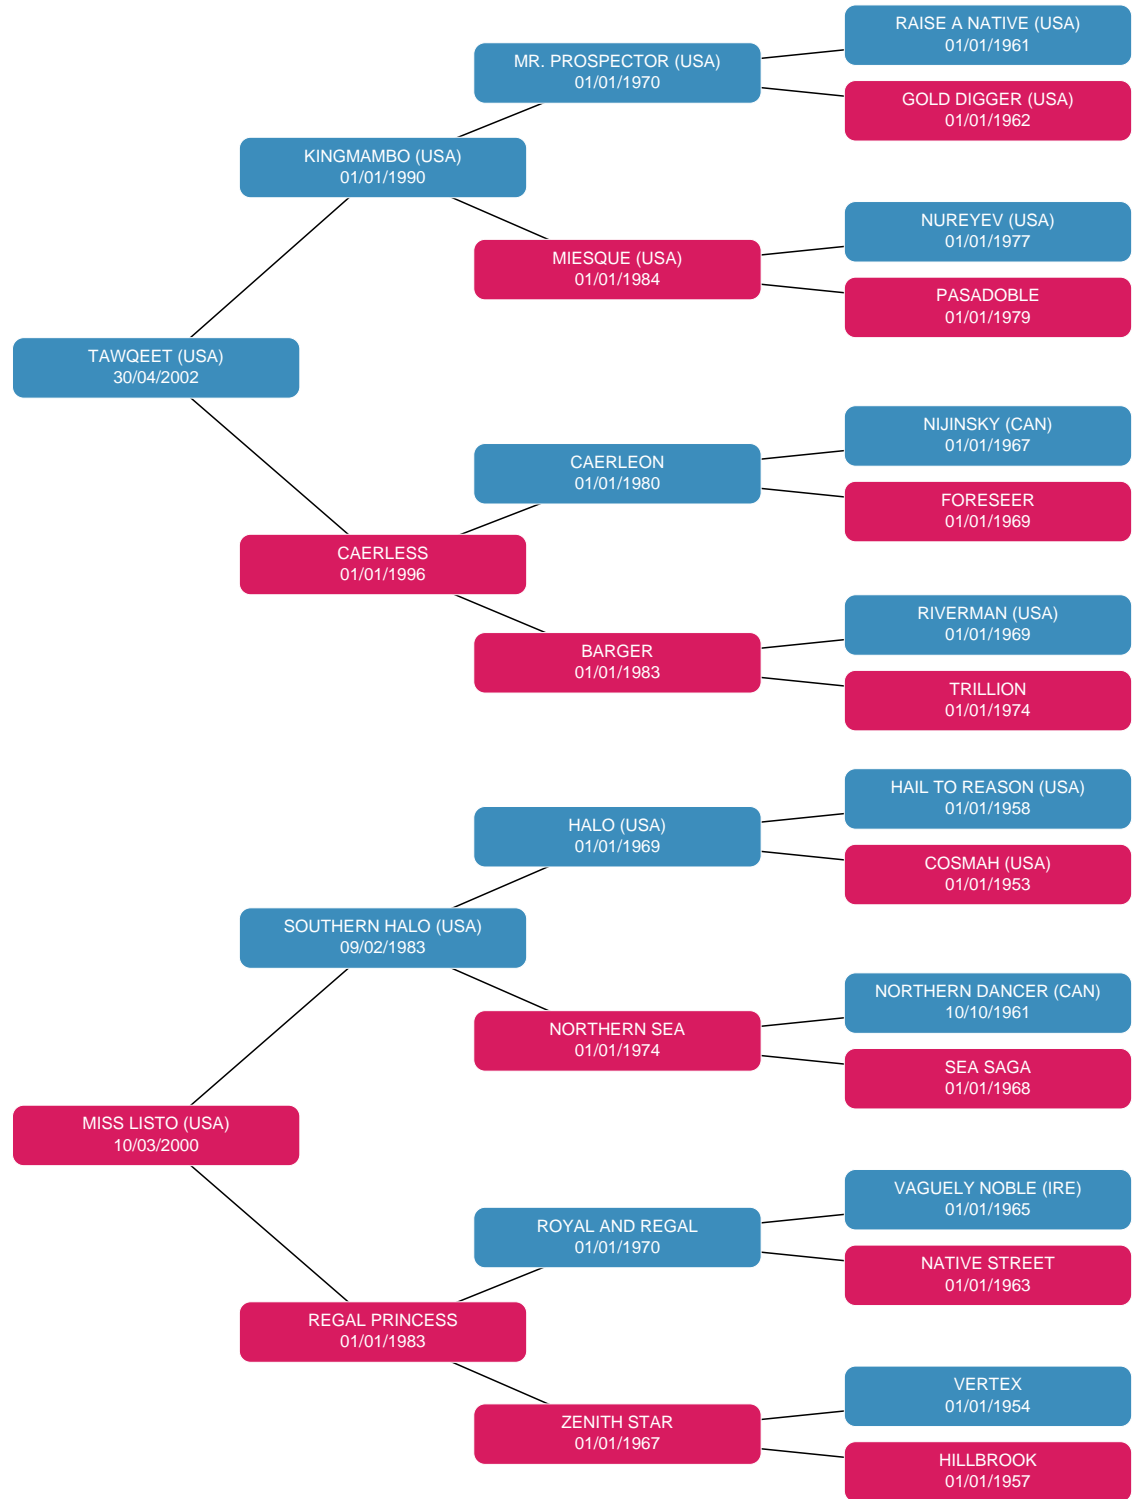 RAISE A NATIVE (USA)
01/01/1961
MR. PROSPECTOR (USA)
01/01/1970
GOLD DIGGER (USA)
01/01/1962
KINGMAMBO (USA)
01/01/1990
NUREYEV (USA)
01/01/1977
MIESQUE (USA)
01/01/1984
PASADOBLE
01/01/1979
TAWQEET (USA)
30/04/2002
NIJINSKY (CAN)
01/01/1967
CAERLEON
01/01/1980
FORESEER
01/01/1969
CAERLESS
01/01/1996
RIVERMAN (USA)
01/01/1969
BARGER
01/01/1983
TRILLION
01/01/1974
HAIL TO REASON (USA)
01/01/1958
HALO (USA)
01/01/1969
COSMAH (USA)
01/01/1953
SOUTHERN HALO (USA)
09/02/1983
NORTHERN DANCER (CAN)
10/10/1961
NORTHERN SEA
01/01/1974
SEA SAGA
01/01/1968
MISS LISTO (USA)
10/03/2000
VAGUELY NOBLE (IRE)
01/01/1965
ROYAL AND REGAL
01/01/1970
NATIVE STREET
01/01/1963
REGAL PRINCESS
01/01/1983
VERTEX
01/01/1954
ZENITH STAR
01/01/1967
HILLBROOK
01/01/1957